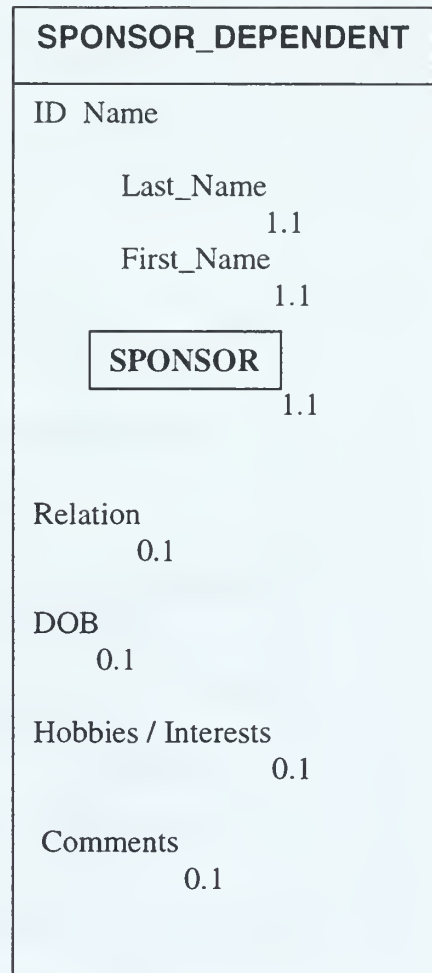 SPONSOR_DEPENDENT
ID Name
Last_Name
1.1
First_Name
1.1
SPONSOR
1.1
Relation
0.1
DOB
0.1
Hobbies / Interests
0.1
Comments
0.1